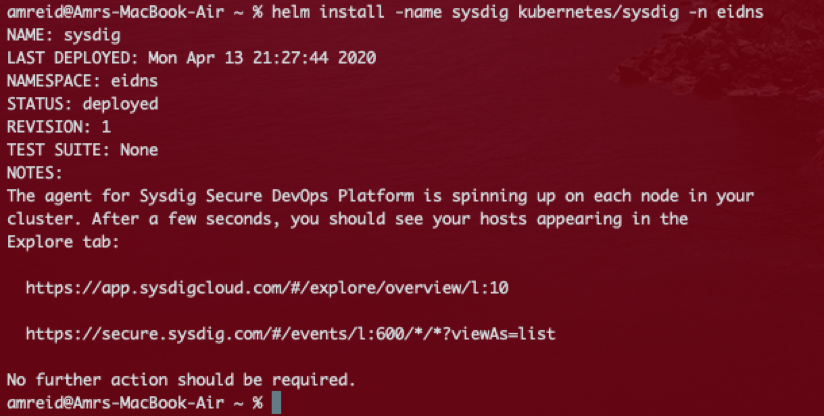 amreid@Amrs-MacBook-Air ~ % helm install -name sysdig kubernetes/sysdig -n eidns
NAME: sysdig
LAST DEPLOYED: Mon Apr 13 21:27:44 2020
NAMESPACE: eidns
STATUS: deployed
REVISION: 1
TEST SUITE: None
NOTES:
The agent for Sysdig Secure DevOps Platform is spinning up on each node in your
cluster. After a few seconds, you should see your hosts appearing in the
Explore tab:
https://app.sysdigcloud.com/#/explore/overview/l:10
https://secure.sysdig.com/#/events/l:600/*/*?viewAs=list
No further action should be required.
amreid@Amrs-MacBook-Air ~ %